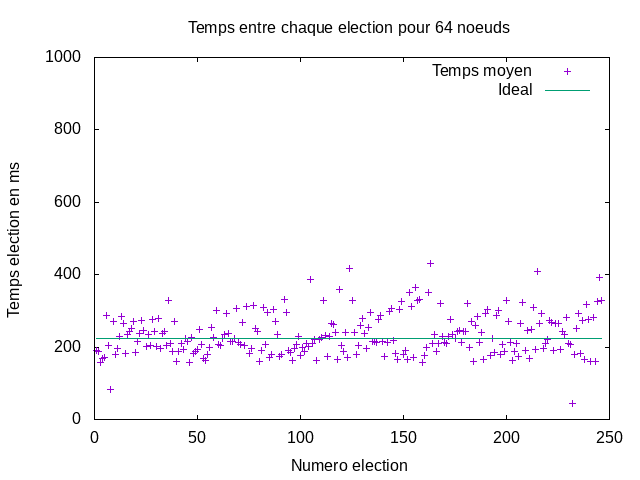 Temps entre chaque election pour 64 noeuds
1000
Temps moyen
Ideal
800
600
400
200
0
Temps election en ms
0 50 100 150 200 250
Numero election